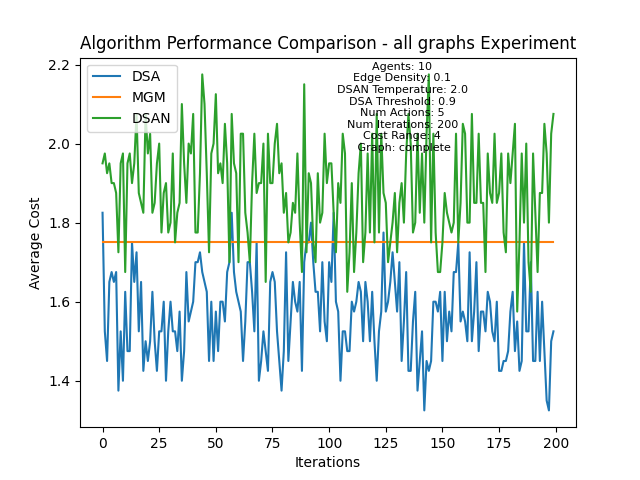 Algorithm Performance Comparison - all graphs Experiment
DSA
MGM
DSAN
Agents: 10
Edge Density: 0.1
DSAN Temperature: 2.0
DSA Threshold: 0.9
Num Actions: 5
Num Iterations: 200
Cost Range: 4
Graph: complete
2.2
2.0
1.8
1.6
1.4
Average Cost
0 25 50 75 100 125 150 175 200
Iterations